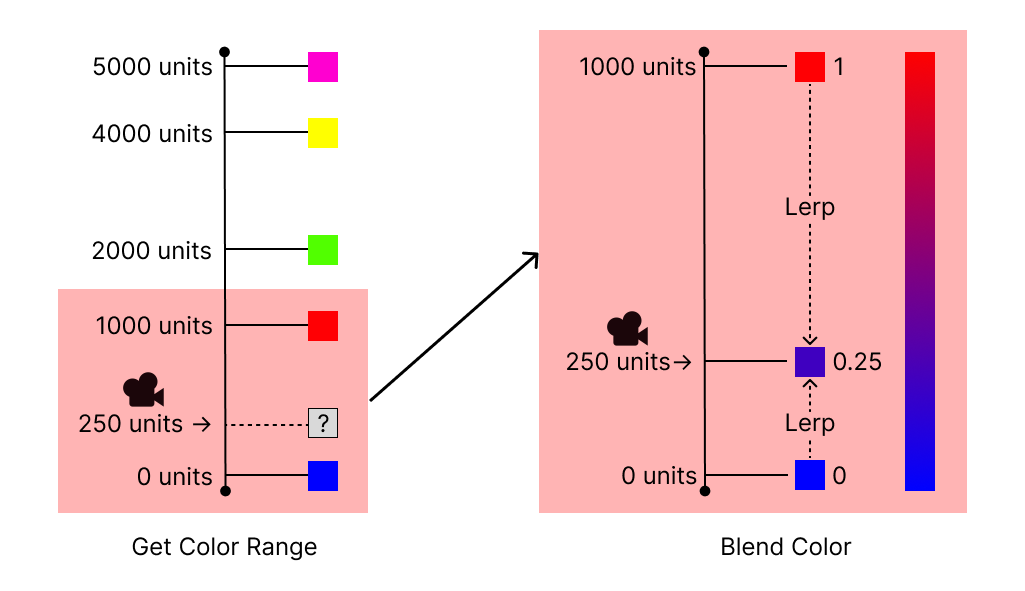 5000 units
4000 units
2000 units
1000 units
250 units →
?
0 units
Get Color Range
1000 units
1
Lerp
250 units→
0.25
Lerp
0 units
0
Blend Color